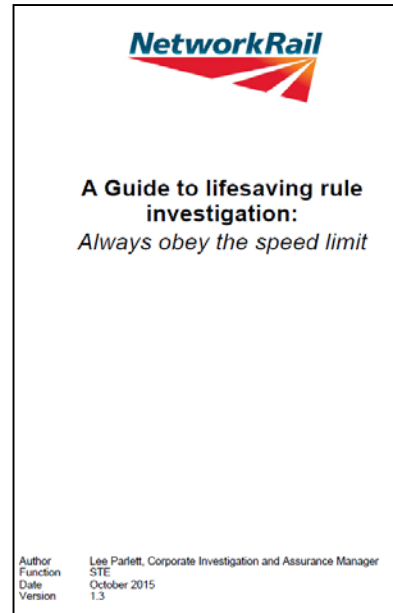 NetworkRail
A Guide to lifesaving rule
investigation:
Always obey the speed limit
Author Lee Parlett, Corporate Investigation and Assurance Manager
Function STE
Date October 2015
Version 1.3